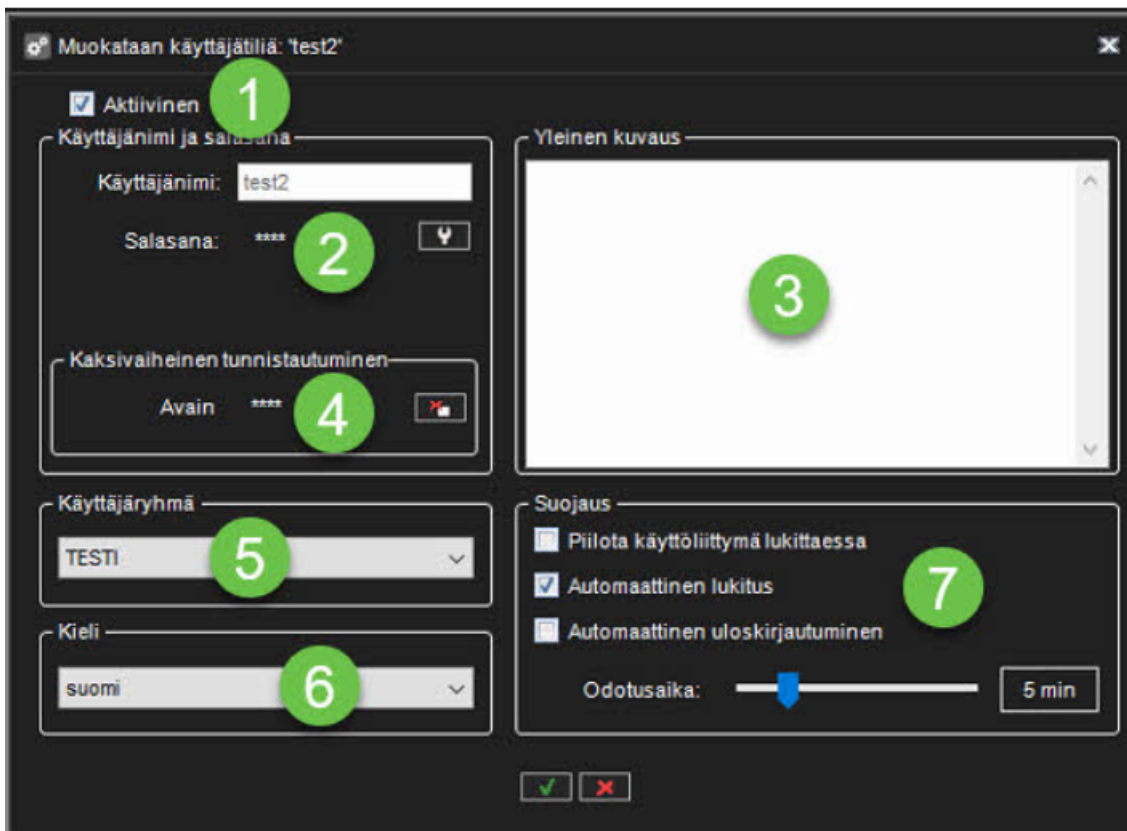 Muokataan käyttäjätiliä: 'test2'
Aktiivinen
1
Käyttäjänimi ja salasana
Käyttäjänimi: test2
Salasana: ****
2
Kaksivaiheinen tunnistautuminen
Avain ****
4
Yleinen kuvaus
3
Käyttäjäryhmä
TESTI
5
Kieli
suomi
6
Suojaus
Piilota käyttöliittymä lukittaessa
Automaattinen lukitus
Automaattinen uloskirjautuminen
7
Odotusaika: 5 min